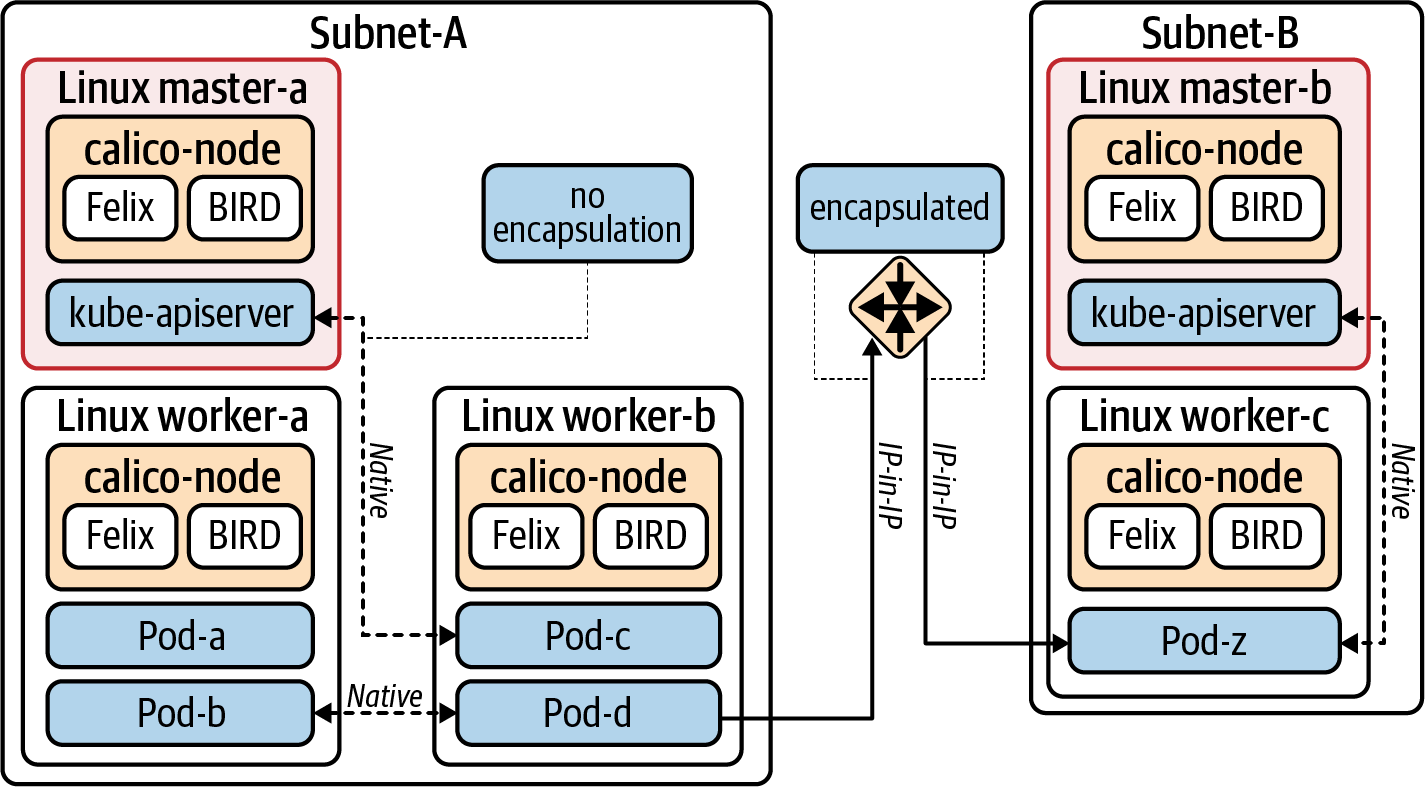 Subnet-A
Linux master-a
calico-node
Felix
BIRD
kube-apiserver
no
encapsulation
Native
Linux worker-a
calico-node
Felix
BIRD
Pod-a
Pod-b
Native
Linux worker-b
calico-node
Felix
BIRD
Pod-c
Pod-d
encapsulated
IP-in-IP
IP-in-IP
Subnet-B
Linux master-b
calico-node
Felix
BIRD
kube-apiserver
Linux worker-c
calico-node
Felix
BIRD
Pod-z
Native